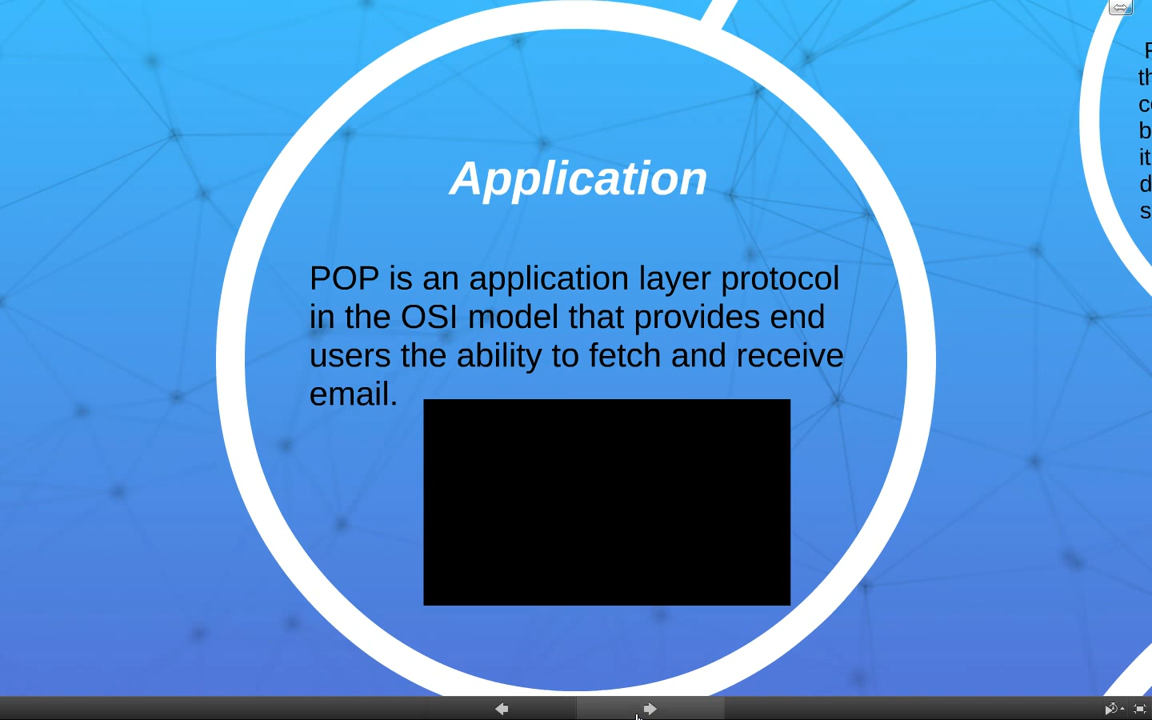 Application
POP is an application layer protocol
in the OSI model that provides end
users the ability to fetch and receive
email.